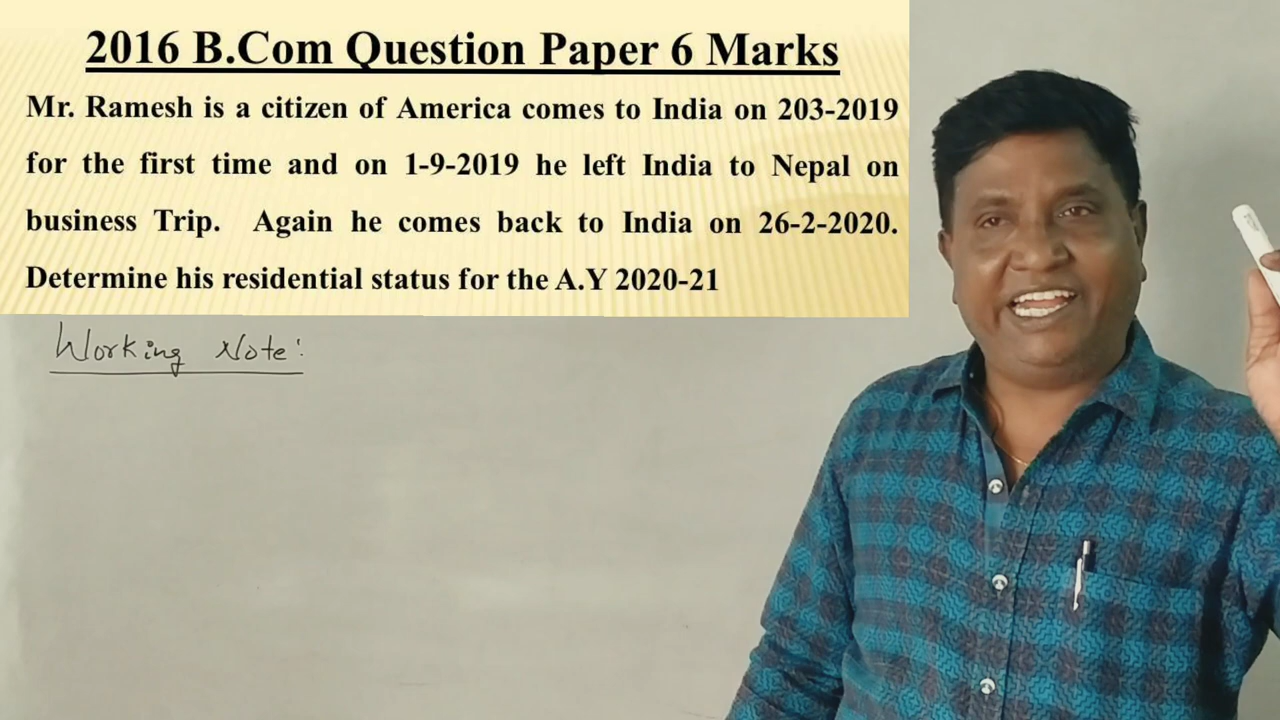 2016 B.Com Question Paper 6 Marks
Mr. Ramesh is a citizen of America comes to India on 203-2019
for the first time and on 1-9-2019 he left India to Nepal on
business Trip. Again he comes back to India on 26-2-2020.
Determine his residential status for the A.Y 2020-21
Working Note: